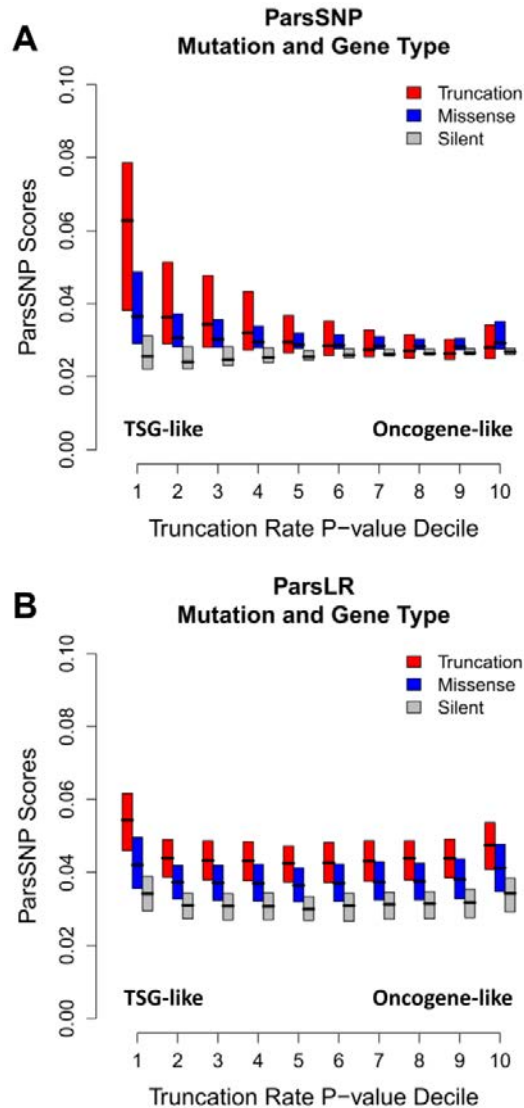 A
ParsSNP
Mutation and Gene Type
ParsSNP Scores
0.10
0.08
0.06
0.04
0.02
0.00
Truncation
Missense
Silent
TSG-like
Oncogene-like
1 2 3 4 5 6 7 8 9 10
Truncation Rate P−value Decile
B
ParsLR
Mutation and Gene Type
ParsSNP Scores
0.10
0.08
0.06
0.04
0.02
0.00
Truncation
Missense
Silent
TSG-like
Oncogene-like
1 2 3 4 5 6 7 8 9 10
Truncation Rate P−value Decile